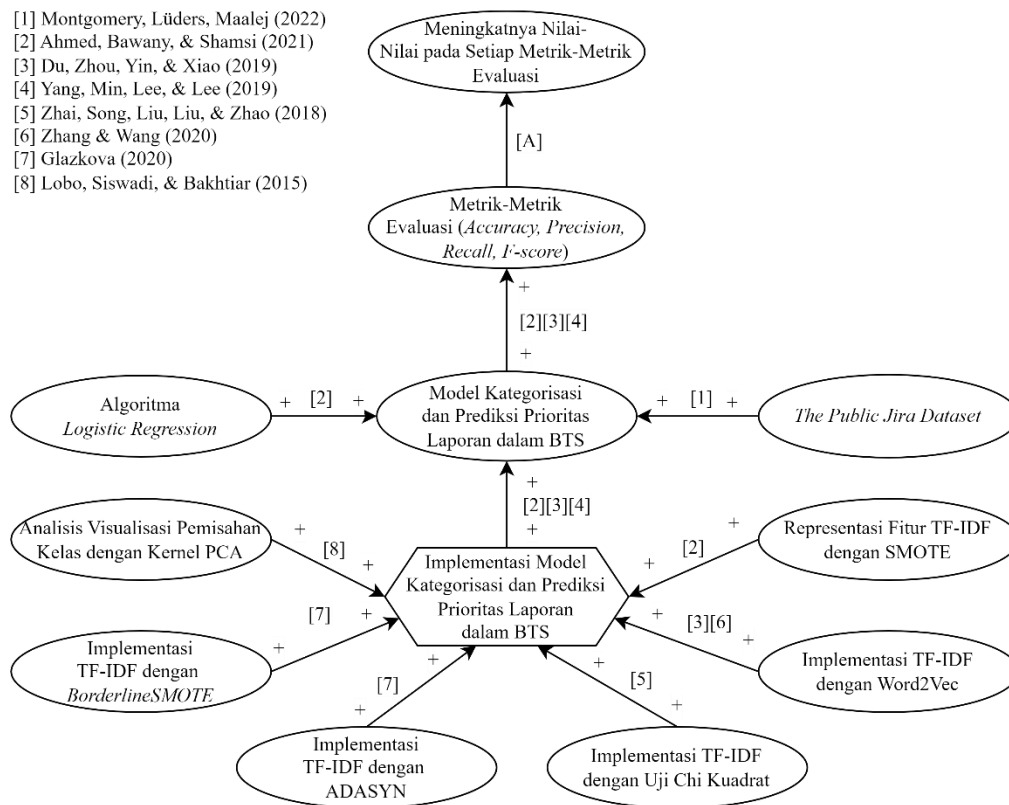 [1] Montgomery, Lüders, Maalej (2022)
[2] Ahmed, Bawany, & Shamsi (2021)
[3] Du, Zhou, Yin, & Xiao (2019)
[4] Yang, Min, Lee, & Lee (2019)
[5] Zhai, Song, Liu, Liu, & Zhao (2018)
[6] Zhang & Wang (2020)
[7] Glazkova (2020)
[8] Lobo, Siswadi, & Bakhtiar (2015)
Meningkatnya Nilai-
Nilai pada Setiap Metrik-Metrik
Evaluasi
[A]
Metrik-Metrik
Evaluasi (Accuracy, Precision,
Recall, F-score)
+
[2][3][4]
+
Algoritma
Logistic Regression
+ [2] +
Model Kategorisasi
dan Prediksi Prioritas
Laporan dalam BTS
+ [1] +
The Public Jira Dataset
+
[2][3][4]
+
Analisis Visualisasi Pemisahan
Kelas dengan Kernel PCA
+
[8]
+
Implementasi Model
Kategorisasi dan Prediksi
Prioritas Laporan
dalam BTS
+
[2]
+
Representasi Fitur TF-IDF
dengan SMOTE
Implementasi
TF-IDF dengan
BorderlineSMOTE
+
[7]
+
+
[3][6]
+
Implementasi TF-IDF
dengan Word2Vec
+
[7]
+
Implementasi
TF-IDF dengan
ADASYN
+
[5]
+
Implementasi TF-IDF
dengan Uji Chi Kuadrat